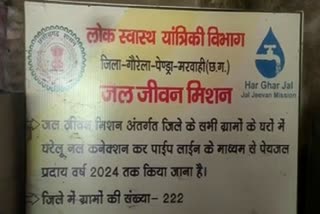 लोक स्वास्थ यांत्रिकी विभाग
जिला-गौरेला-पेण्ड्रा-मरवाही(छ.ग.)
जल जीवन मिशन
Har Ghar Jal
Jal Jeevan Mission
जल जीवन मिशन अंतर्गत जिले के सभी ग्रामों के घरों में
घरेलू नल कनेक्शन कर पाईप लाईन के माध्यम से पेयजल
प्रदाय वर्ष 2024 तक किया जाना है।
जिले में ग्रामों की संख्या- 222